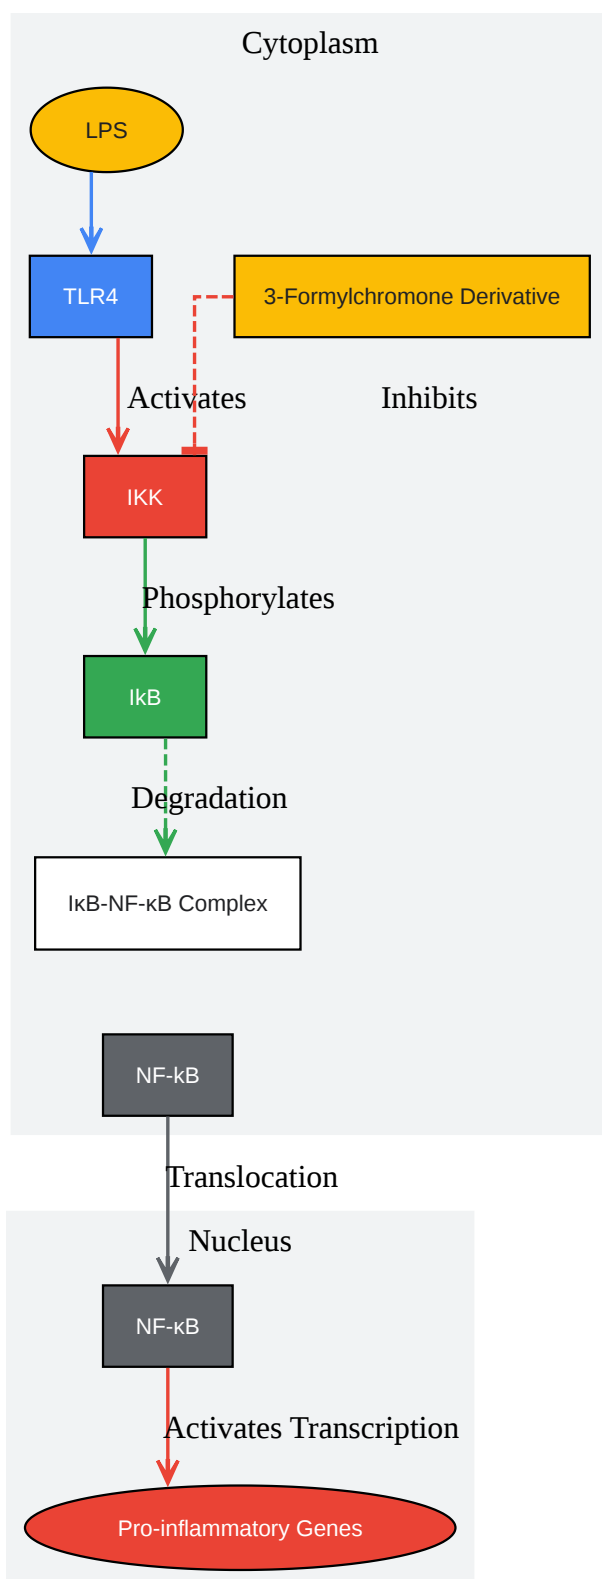 Cytoplasm
LPS
TLR4
3-Formylchromone Derivative
Activates
Inhibits
IKK
Phosphorylates
IkB
Degradation
IκB-NF-κB Complex
NF-kB
Translocation
Nucleus
NF-κB
Activates Transcription
Pro-inflammatory Genes